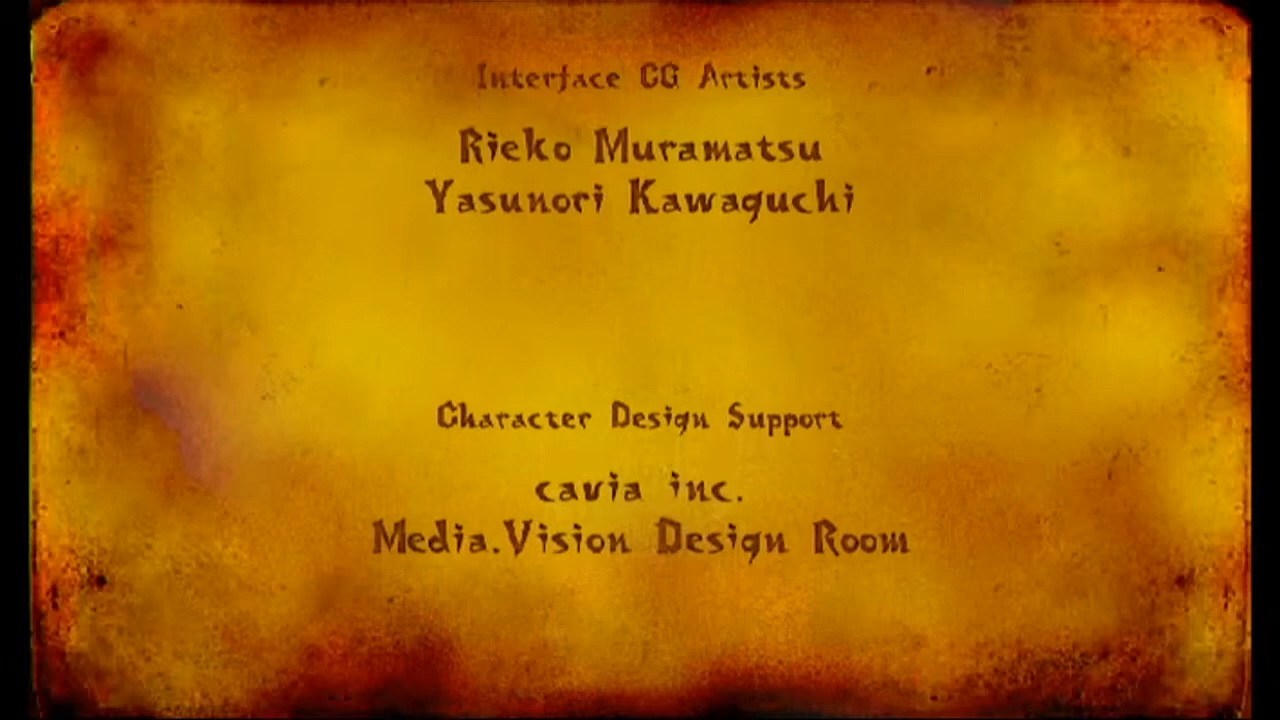 Interface CG Artists
Rieko Muramatsu
Yasunori Kawaguchi
Character Design Support
cavia inc.
Media.Vision Design Room